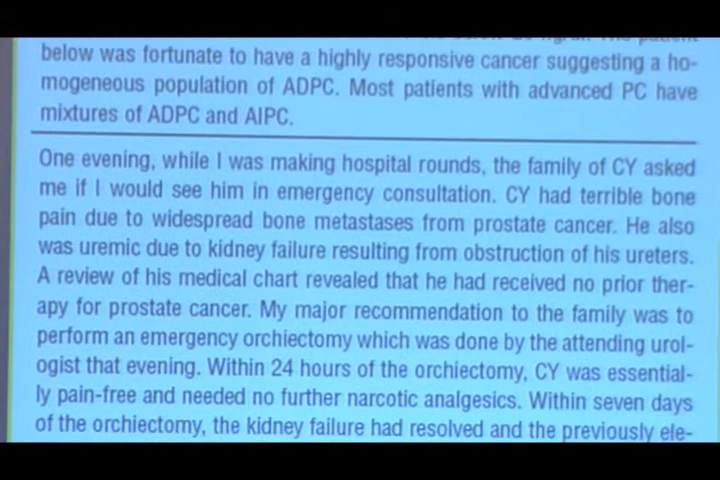 below was fortunate to have a highly responsive cancer suggesting a ho-
mogeneous population of ADPC. Most patients with advanced PC have
mixtures of ADPC and AIPC.
One evening, while I was making hospital rounds, the family of CY asked
me if I would see him in emergency consultation. CY had terrible bone
pain due to widespread bone metastases from prostate cancer. He also
was uremic due to kidney failure resulting from obstruction of his ureters.
A review of his medical chart revealed that he had received no prior ther-
apy for prostate cancer. My major recommendation to the family was to
perform an emergency orchiectomy which was done by the attending urol-
ogist that evening. Within 24 hours of the orchiectomy, CY was essential-
ly pain-free and needed no further narcotic analgesics. Within seven days
of the orchiectomy, the kidney failure had resolved and the previously ele-